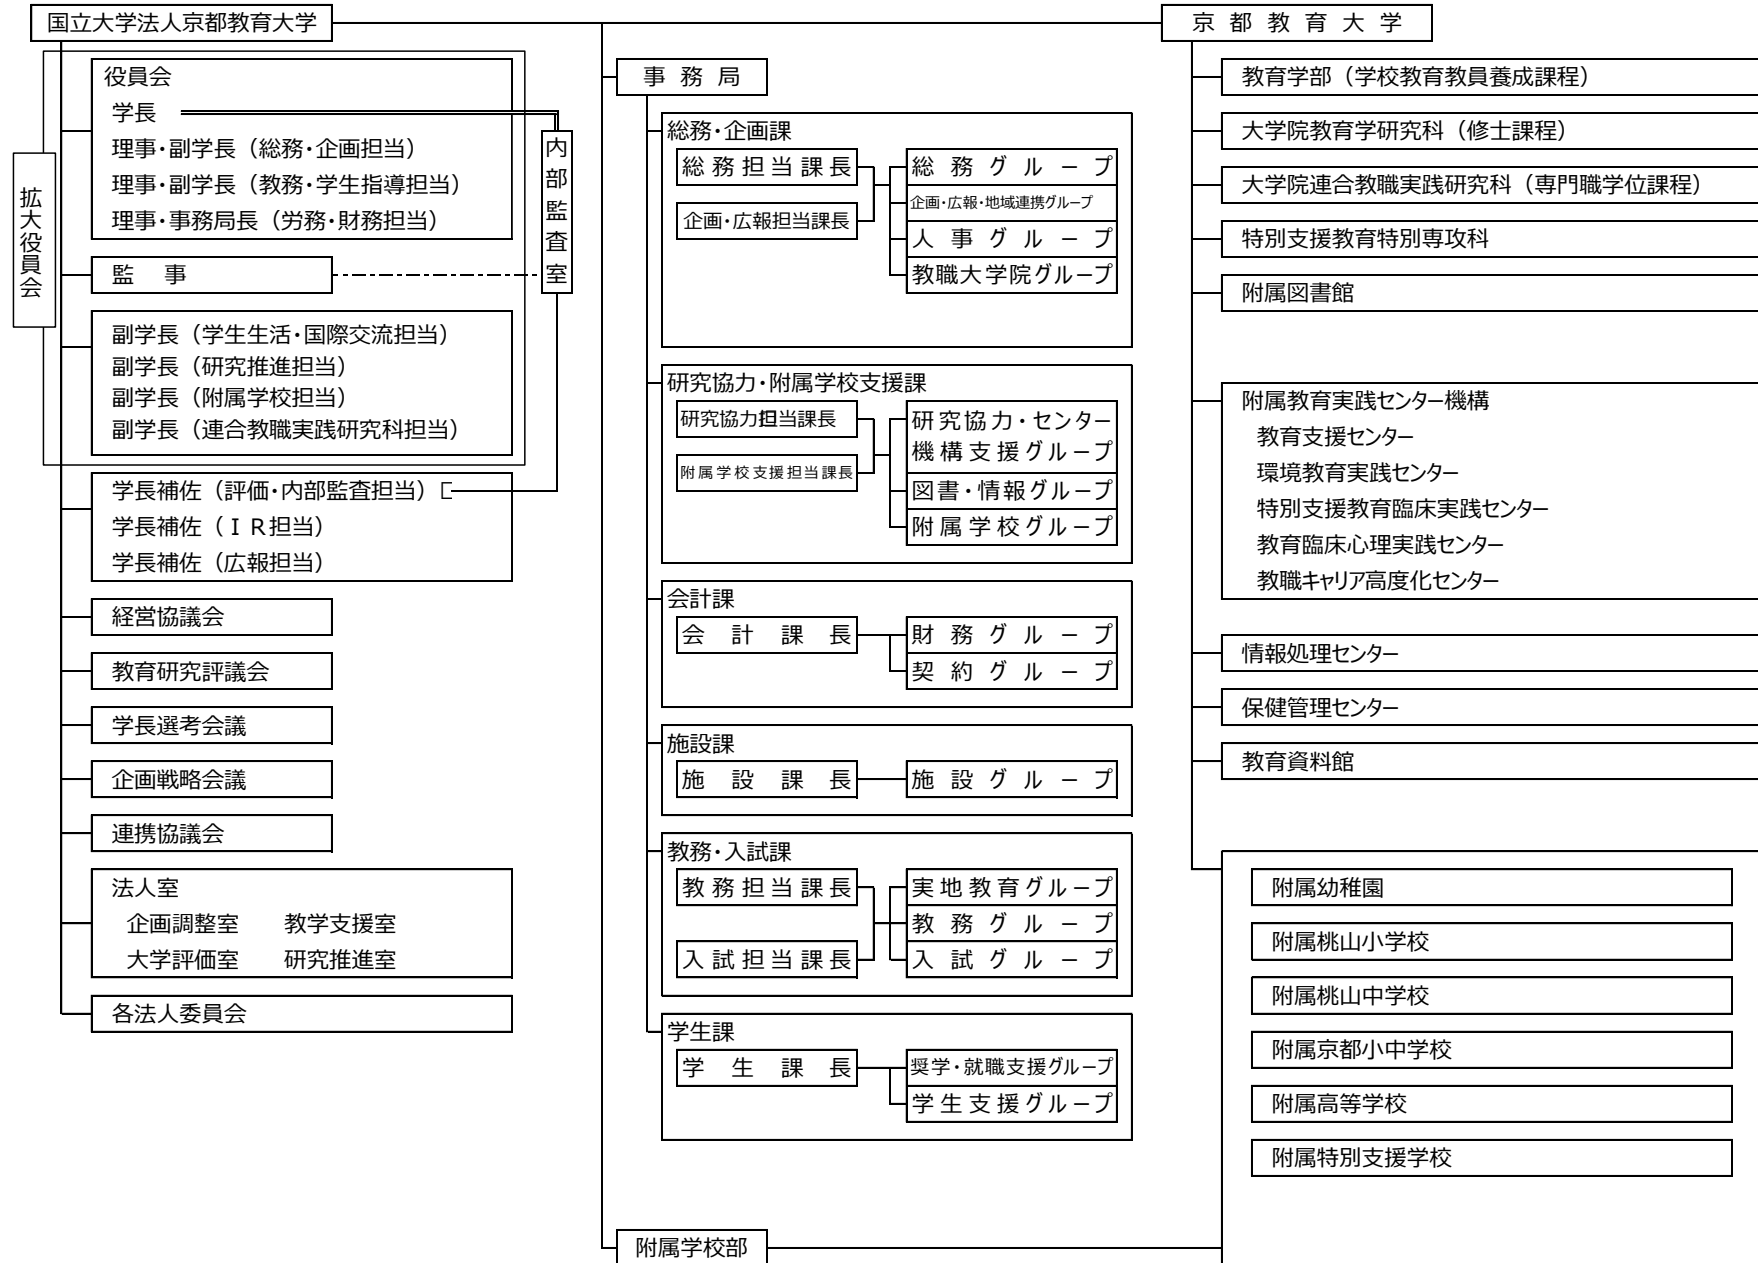 国立大学法人京都教育大学
役員会
学長
理事・副学長（総務・企画担当）
理事・副学長（教務・学生指導担当）
理事・事務局長（労務・財務担当）
内部監査室
拡大役員会
監　事
副学長（学生生活・国際交流担当）
副学長（研究推進担当）
副学長（附属学校担当）
副学長（連合教職実践研究科担当）
学長補佐（評価・内部監査担当）
学長補佐（ＩＲ担当）
学長補佐（広報担当）
経営協議会
教育研究評議会
学長選考会議
企画戦略会議
連携協議会
法人室
企画調整室　　教学支援室
大学評価室　　研究推進室
各法人委員会
事務局
総務・企画課
総務担当課長
企画・広報担当課長
総務グループ
企画・広報・地域連携グループ
人事グループ
教職大学院グループ
研究協力・附属学校支援課
研究協力担当課長
附属学校支援担当課長
研究協力・センター
機構支援グループ
図書・情報グループ
附属学校グループ
会計課
会計課長
財務グループ
契約グループ
施設課
施設課長
施設グループ
教務・入試課
教務担当課長
入試担当課長
実地教育グループ
教務グループ
入試グループ
学生課
学生課長
奨学・就職支援グループ
学生支援グループ
附属学校部
京都教育大学
教育学部（学校教育教員養成課程）
大学院教育学研究科（修士課程）
大学院連合教職実践研究科（専門職学位課程）
特別支援教育特別専攻科
附属図書館
附属教育実践センター機構
教育支援センター
環境教育実践センター
特別支援教育臨床実践センター
教育臨床心理実践センター
教職キャリア高度化センター
情報処理センター
保健管理センター
教育資料館
附属幼稚園
附属桃山小学校
附属桃山中学校
附属京都小中学校
附属高等学校
附属特別支援学校